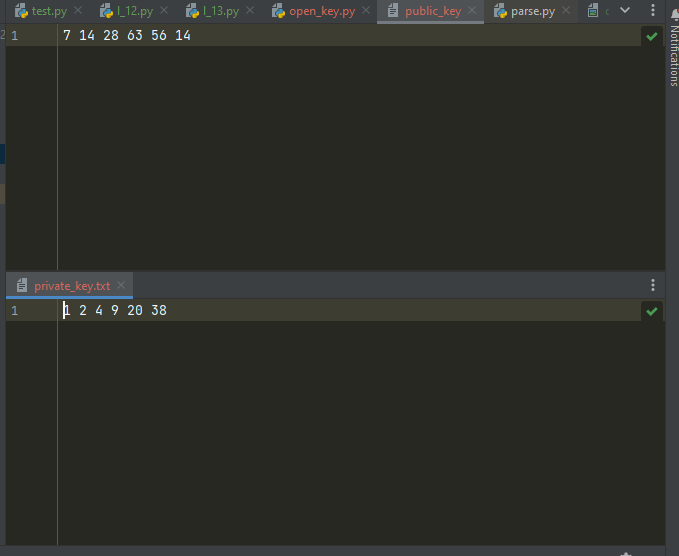 test.py l_12.py l_13.py open_key.py public_key parse.py
1 7 14 28 63 56 14
Notifications
private_key.txt
1 1 2 4 9 20 38